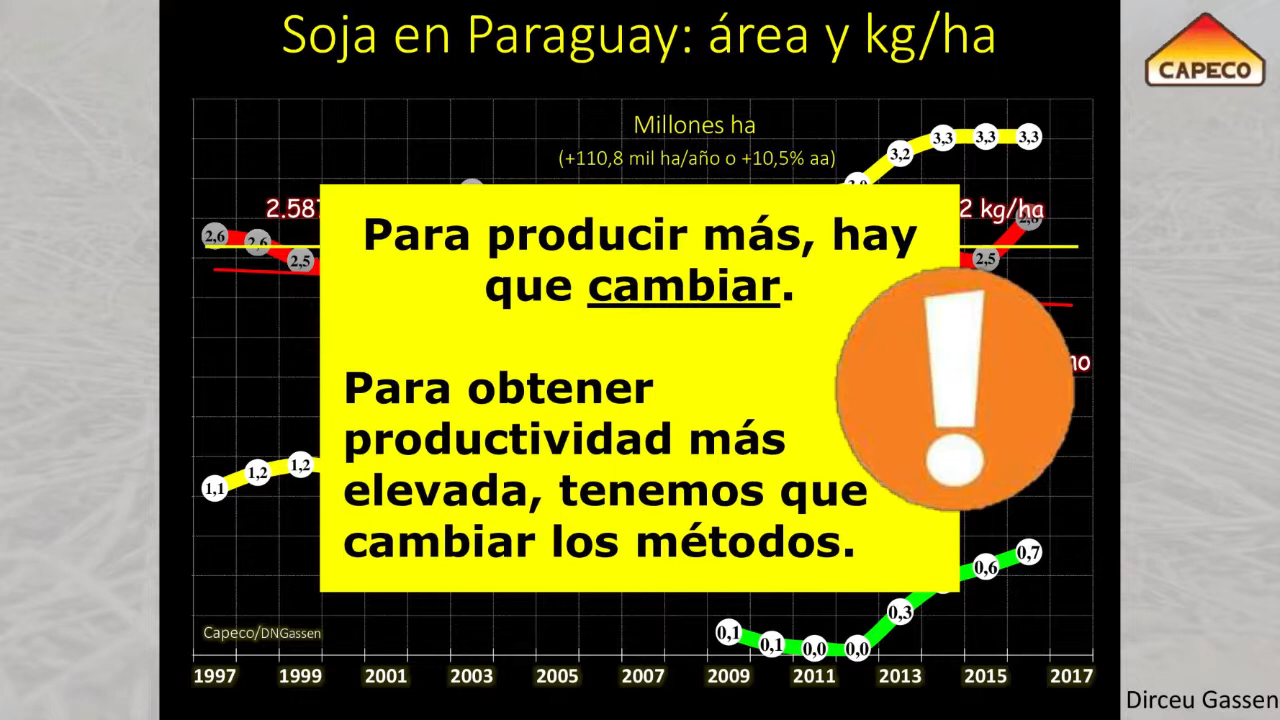 Soja en Paraguay: área y kg/ha
CAPECO
Millones ha
(+110,8 mil ha/año o +10,5% aa)
3,2
3,3
3,3
3,3
2.587
2 kg/ha
2,6
2,6
2,5
2,5
Para producir más, hay
que cambiar.
Para obtener
productividad más
elevada, tenemos que
cambiar los métodos.
!
1,1
1,2
1,2
0,1
0,1
0,0
0,0
0,3
0,6
0,7
Capeco/DNGassen
1997 1999 2001 2003 2005 2007 2009 2011 2013 2015 2017
Dirceu Gassen